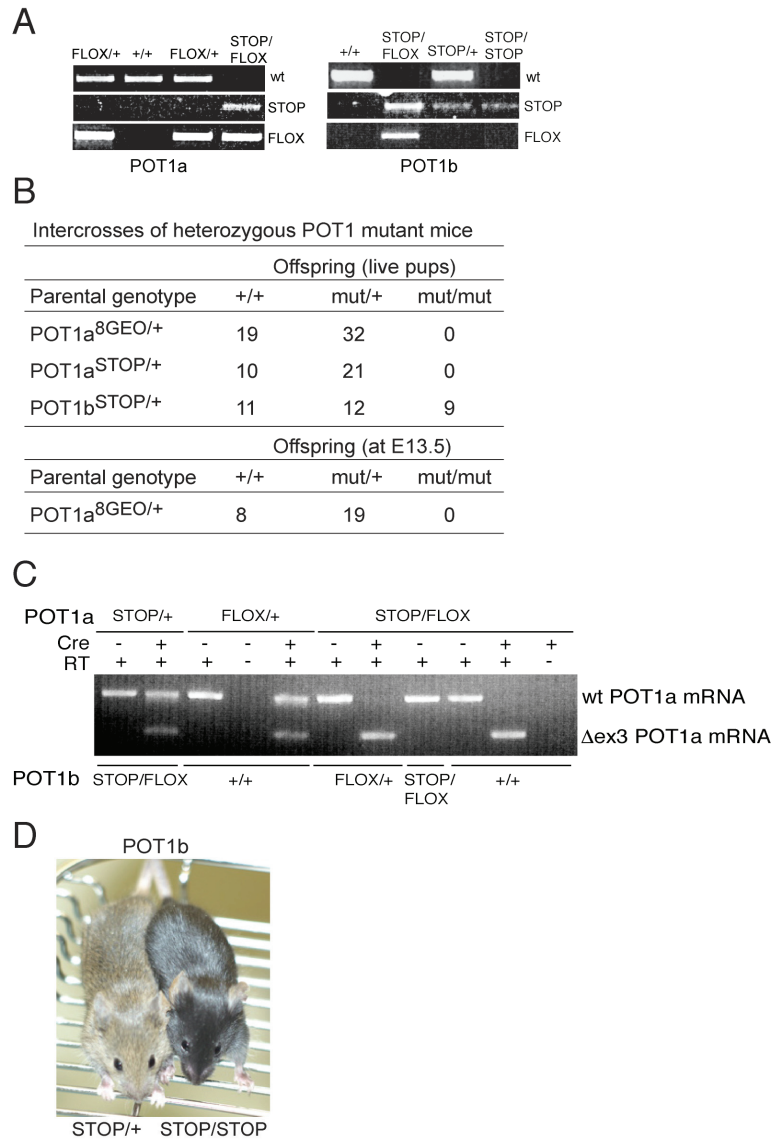 A
FLOX/+ +/+ FLOX/+ STOP/
FLOX
wt
STOP
FLOX
POT1a
+/+ STOP/
FLOX STOP/+ STOP/
STOP
wt
STOP
FLOX
POT1b
B
Intercrosses of heterozygous POT1 mutant mice
Offspring (live pups)
Parental genotype +/+ mut/+ mut/mut
POT1a8GEO/+ 19 32 0
POT1aSTOP/+ 10 21 0
POT1bSTOP/+ 11 12 9
Offspring (at E13.5)
Parental genotype +/+ mut/+ mut/mut
POT1a8GEO/+ 8 19 0
C
POT1a STOP/+ FLOX/+ STOP/FLOX
Cre - + - - + - + - - + +
RT + + + - + + + + + + -
wt POT1a mRNA
Δex3 POT1a mRNA
POT1b STOP/FLOX +/+ FLOX/+ STOP/
FLOX +/+
D
POT1b
STOP/+ STOP/STOP